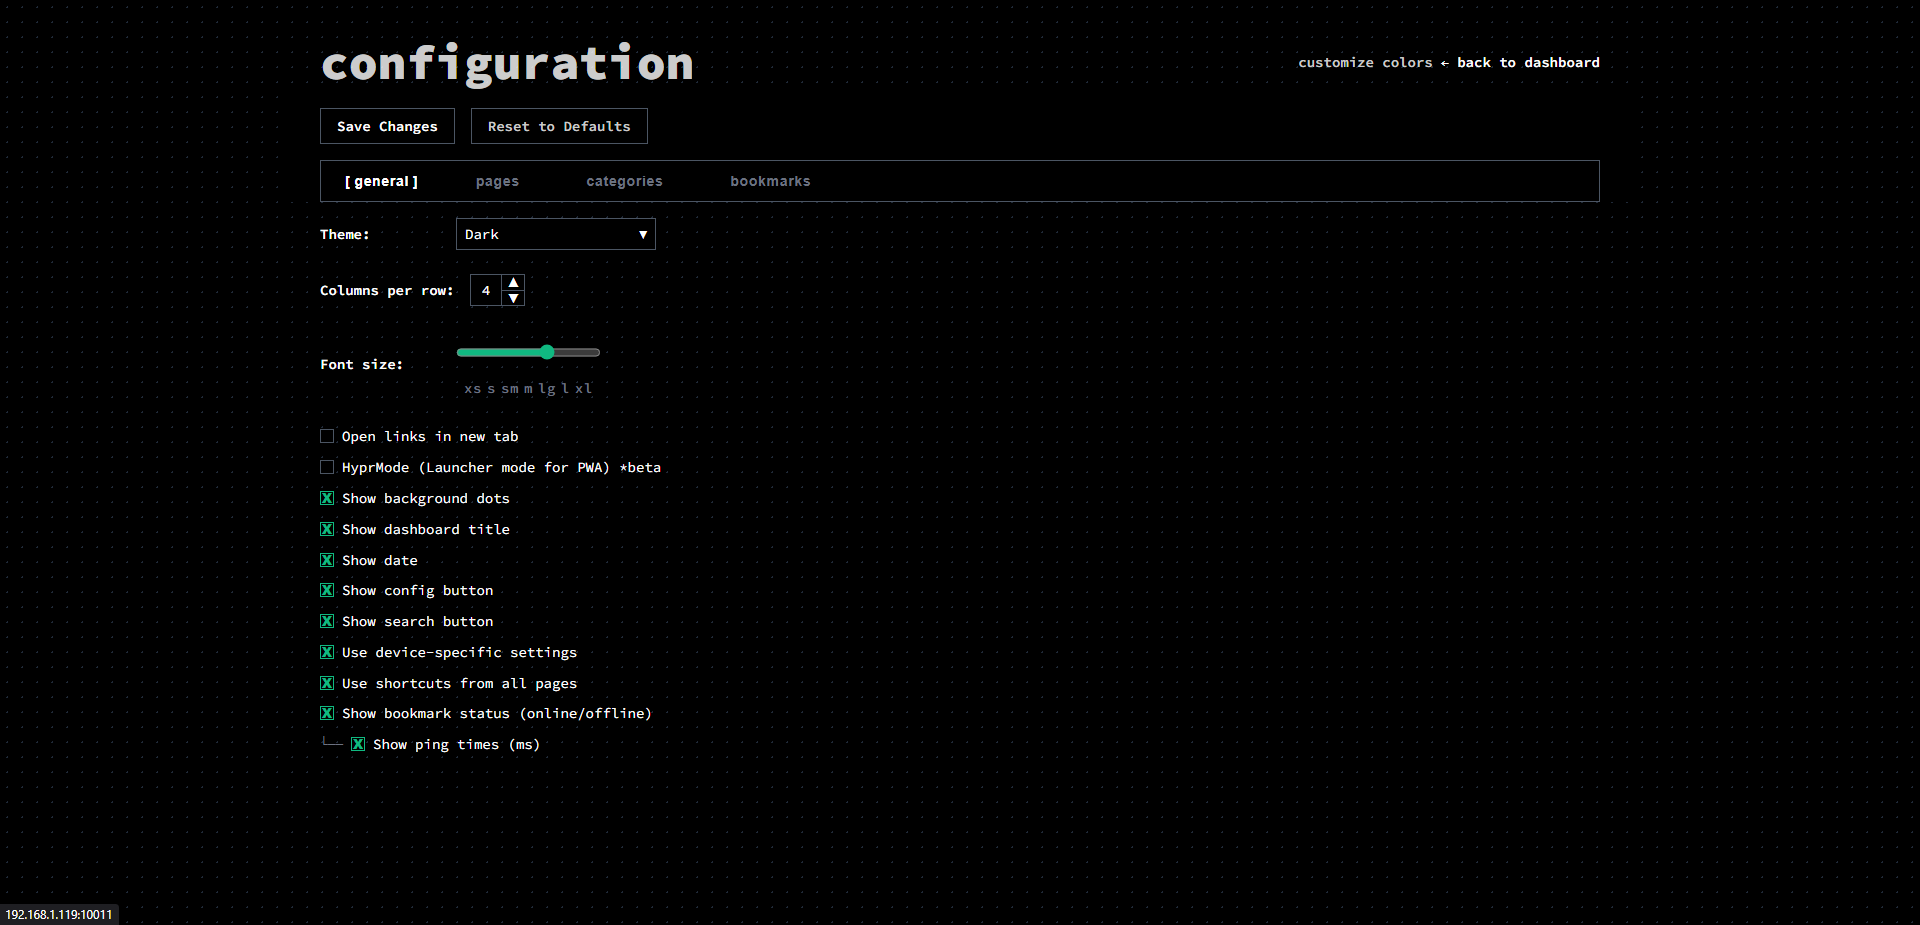 configuration
customize colors ← back to dashboard
Save Changes
Reset to Defaults
[ general ]
pages
categories
bookmarks
Theme:
Dark ▼
Columns per row:
4 ▲ ▼
Font size:
xs s sm m lg l xl
Open links in new tab
HyprMode (Launcher mode for PWA) *beta
X Show background dots
X Show dashboard title
X Show date
X Show config button
X Show search button
X Use device-specific settings
X Use shortcuts from all pages
X Show bookmark status (online/offline)
└─ X Show ping times (ms)
192.168.1.119:10011